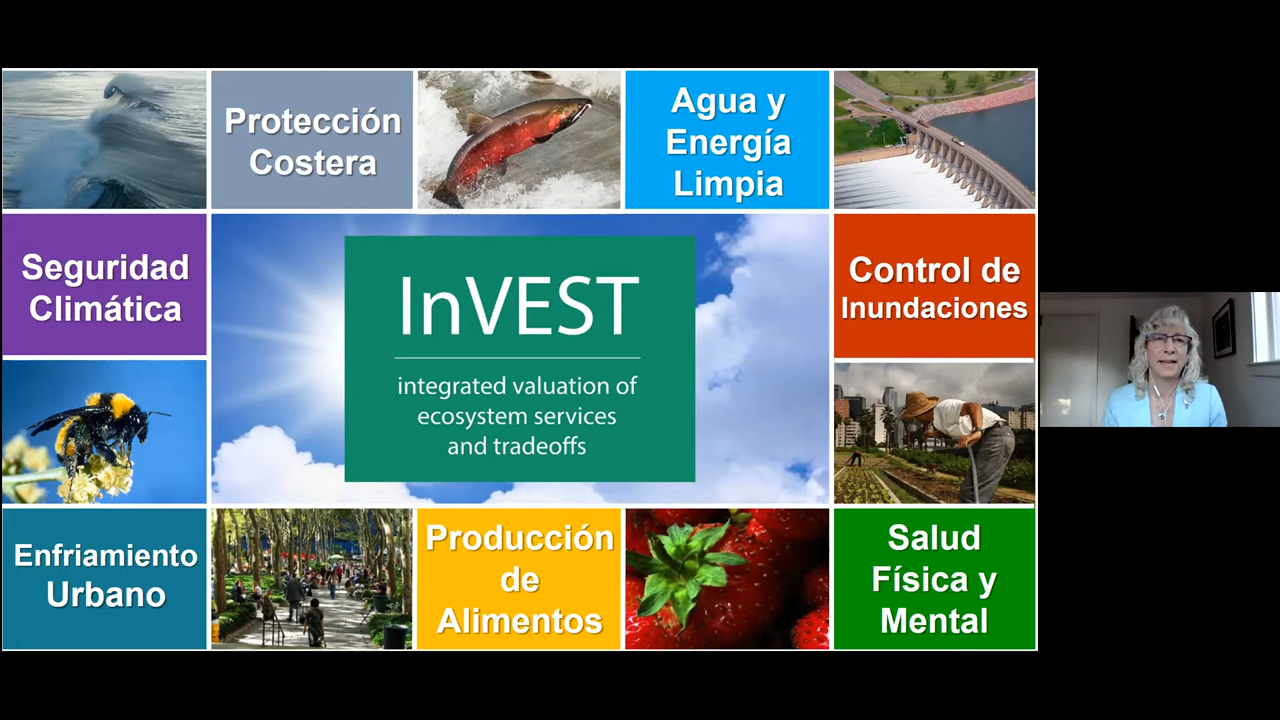 Protección
Costera
Agua y
Energía
Limpia
Seguridad
Climática
InVEST
integrated valuation of
ecosystem services
and tradeoffs
Control de
Inundaciones
Enfriamiento
Urbano
Producción
de
Alimentos
Salud
Física y
Mental